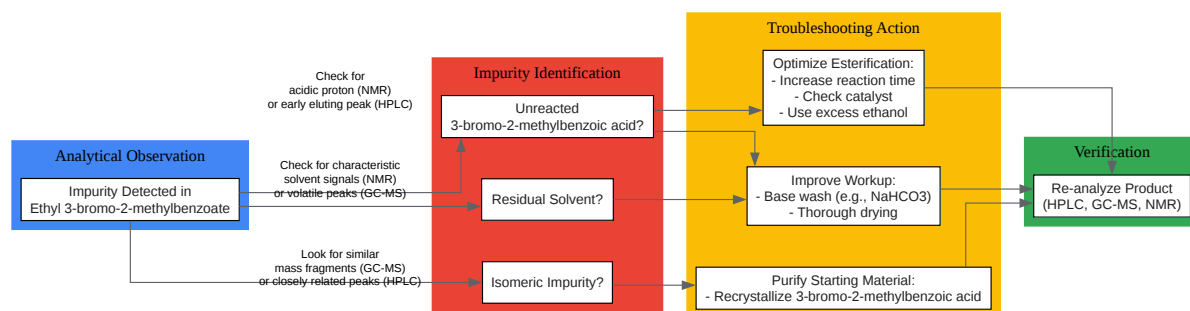 Troubleshooting Action
Optimize Esterification:
- Increase reaction time
- Check catalyst
- Use excess ethanol
Check for
acidic proton (NMR)
or early eluting peak (HPLC)
Impurity Identification
Unreacted
3-bromo-2-methylbenzoic acid?
Analytical Observation
Impurity Detected in
Ethyl 3-bromo-2-methylbenzoate
Check for characteristic
solvent signals (NMR)
or volatile peaks (GC-MS)
Residual Solvent?
Improve Workup:
- Base wash (e.g., NaHCO3)
- Thorough drying
Verification
Re-analyze Product
(HPLC, GC-MS, NMR)
Look for similar
mass fragments (GC-MS)
or closely related peaks (HPLC)
Isomeric Impurity?
Purify Starting Material:
- Recrystallize 3-bromo-2-methylbenzoic acid